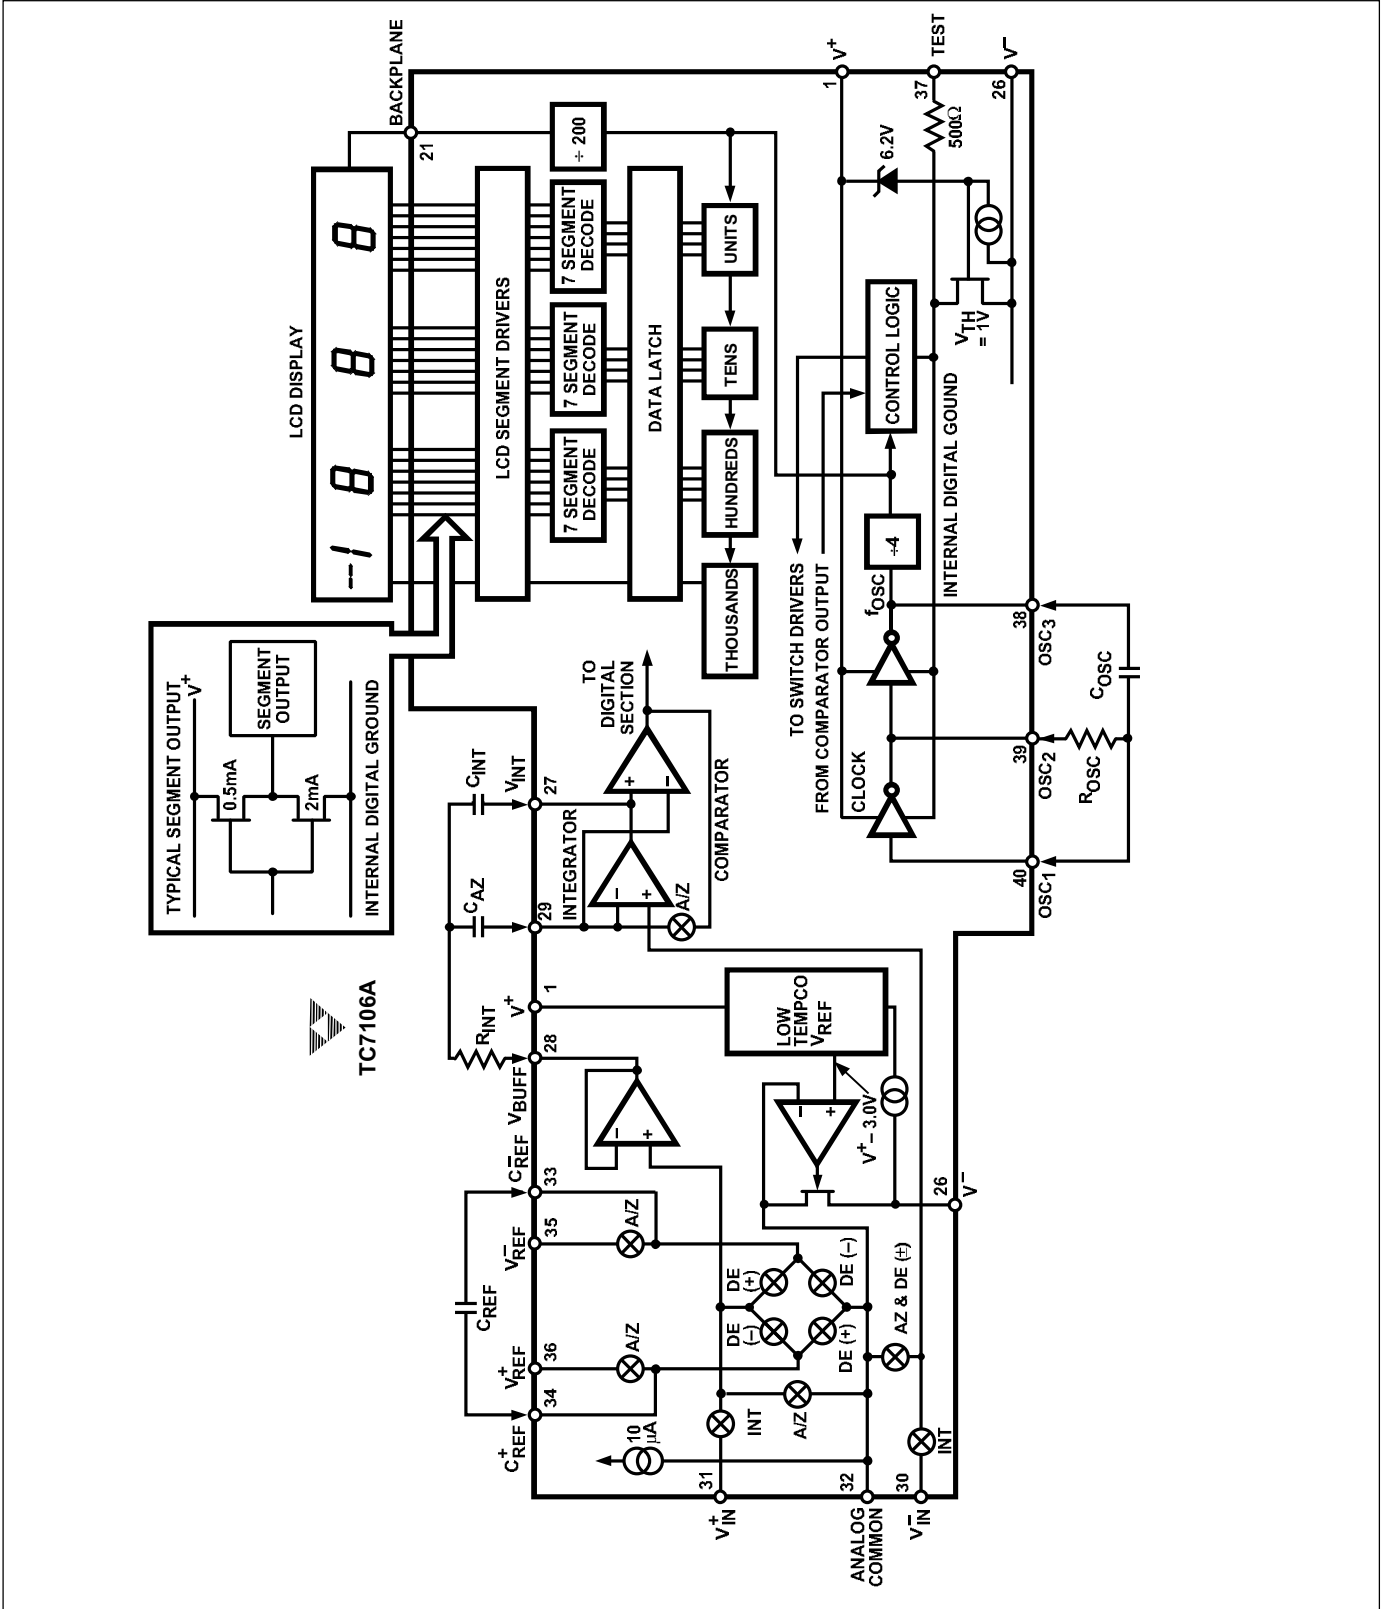 TC7106A
TYPICAL SEGMENT OUTPUT
V+
0.5mA
2mA
SEGMENT
OUTPUT
INTERNAL DIGITAL GROUND
LCD DISPLAY
-1 8 8 8
BACKPLANE
21
LCD SEGMENT DRIVERS
7 SEGMENT
DECODE
7 SEGMENT
DECODE
7 SEGMENT
DECODE
÷ 200
DATA LATCH
THOUSANDS
HUNDREDS
TENS
UNITS
TO SWITCH DRIVERS
FROM COMPARATOR OUTPUT
CLOCK
fOSC
÷4
CONTROL LOGIC
INTERNAL DIGITAL GOUND
VTH
= 1V
6.2V
500Ω
1
V+
37
TEST
26
V–
40
OSC1
39
OSC2
38
OSC3
ROSC
COSC
CREF
RINT
CAZ
CINT
C+REF
34
V+REF
36
V–REF
35
C–REF
33
VBUFF
28
V+
1
29
VINT
27
INTEGRATOR
– +
+ –
TO
DIGITAL
SECTION
COMPARATOR
A/Z
– +
A/Z
A/Z
10
µA
LOW
TEMPCO
VREF
– +
V+ – 3.0V
DE
(–)
DE
(+)
DE (+)
DE (–)
INT
A/Z
AZ & DE (±)
INT
26
V–
31
V+IN
32
ANALOG
COMMON
30
V–IN